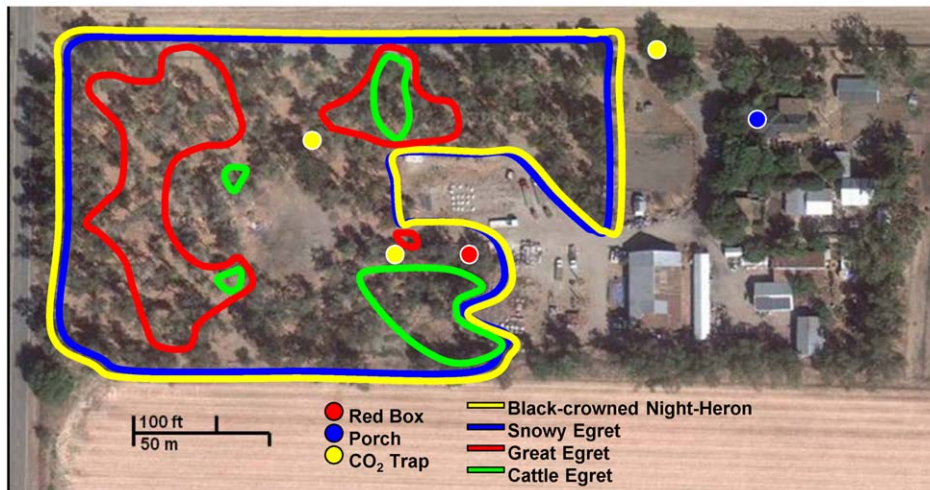 100 ft
50 m
Red Box
Porch
CO₂ Trap
Black-crowned Night-Heron
Snowy Egret
Great Egret
Cattle Egret